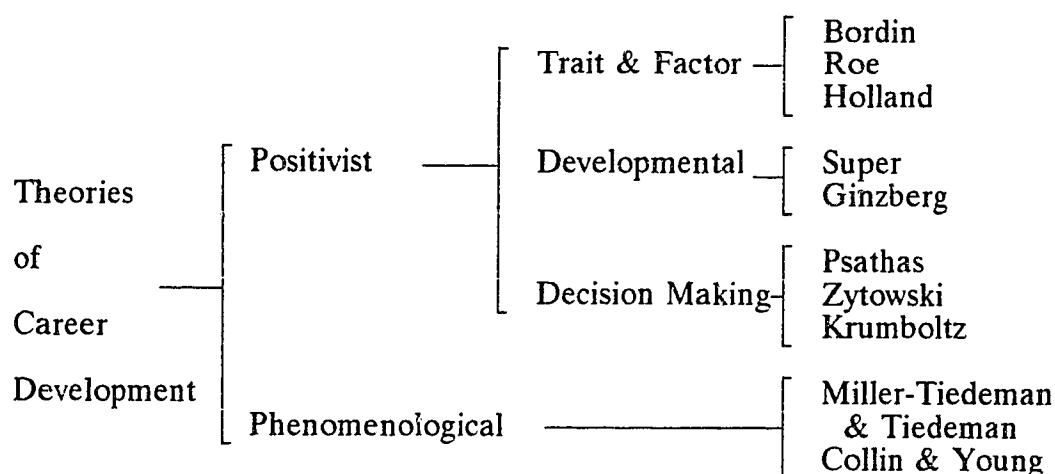 Theories
of
Career
Development
Positivist
Trait & Factor
Bordin
Roe
Holland
Developmental
Super
Ginzberg
Decision Making
Psathas
Zytowski
Krumboltz
Phenomenological
Miller-Tiedeman
& Tiedeman
Collin & Young